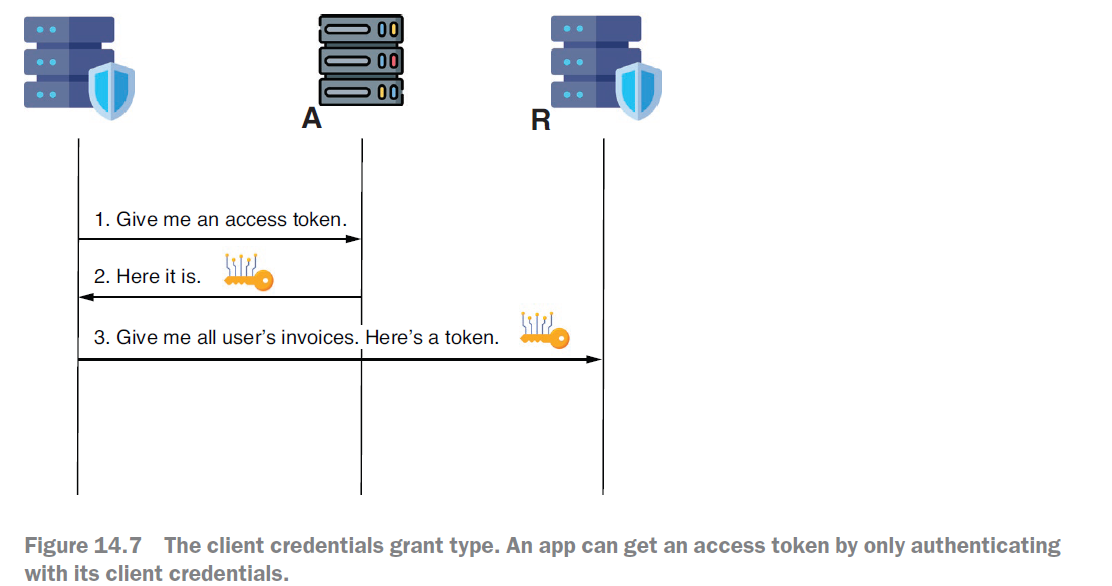 A
R
1. Give me an access token.
2. Here it is.
3. Give me all user's invoices. Here's a token.
Figure 14.7 The client credentials grant type. An app can get an access token by only authenticating
with its client credentials.